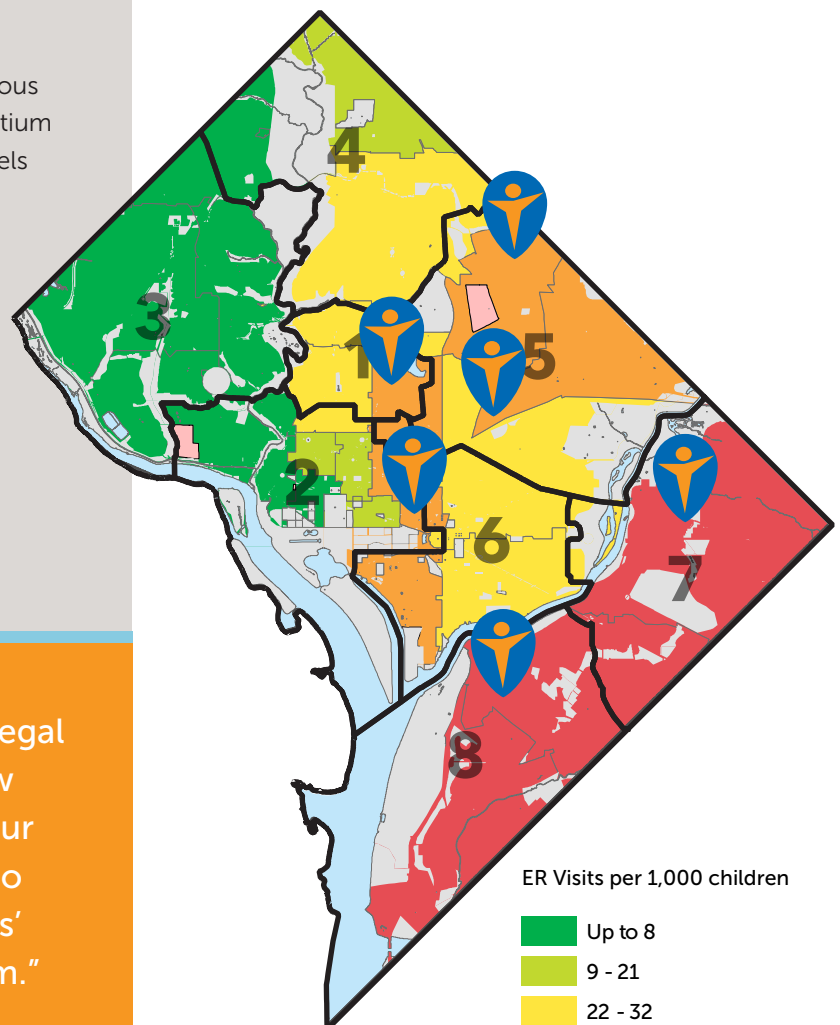 ous
tium
els
egal
w
ur
o
s’
m.”
4
3
1
5
2
6
7
8
ER Visits per 1,000 children
Up to 8
9 - 21
22 - 32